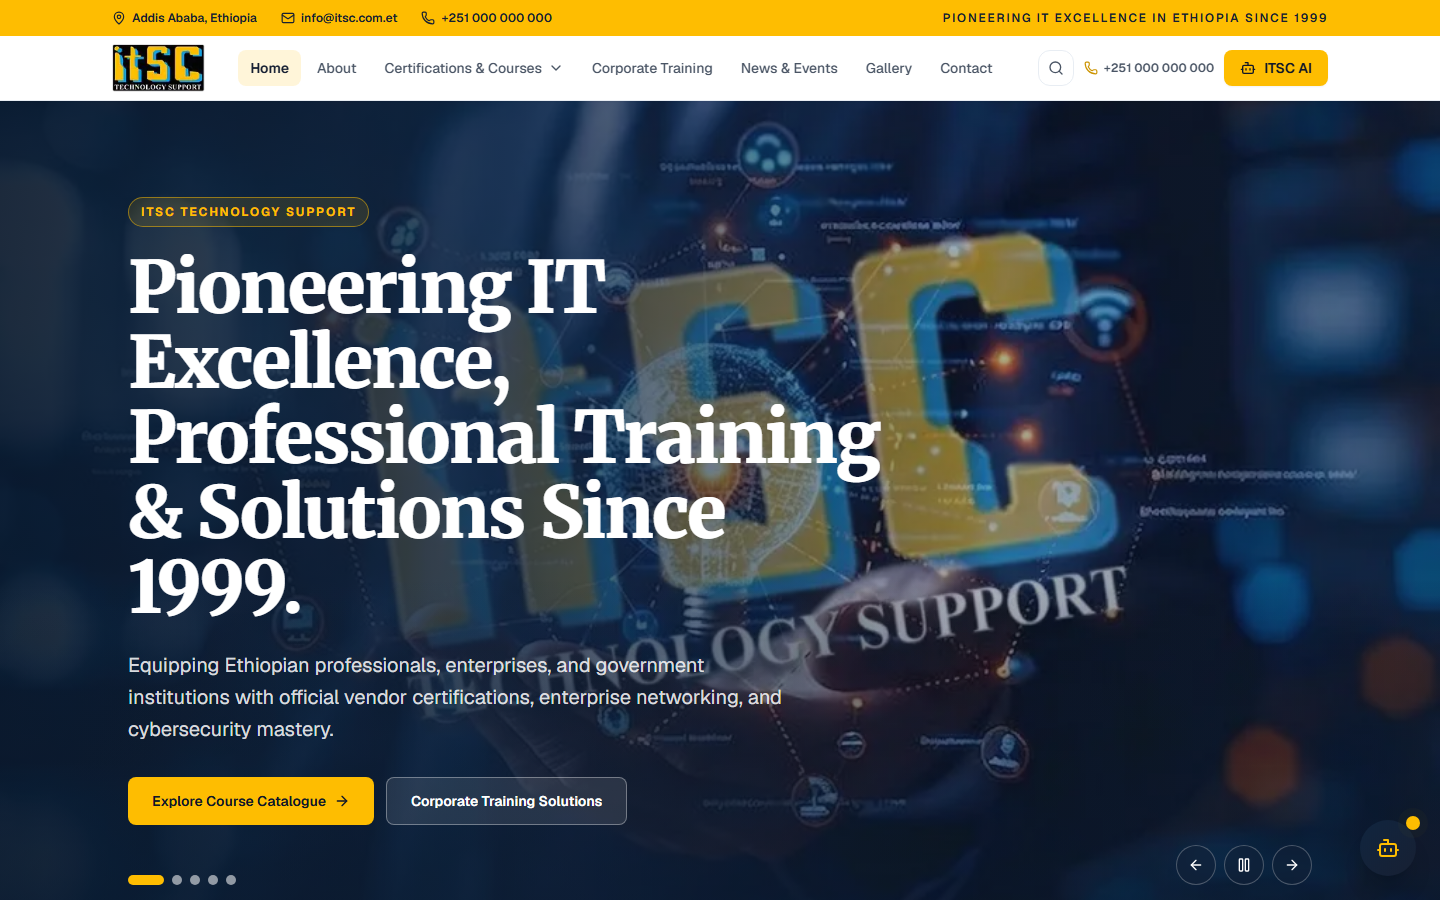 Addis Ababa, Ethiopia
info@itsc.com.et
+251 000 000 000
PIONEERING IT EXCELLENCE IN ETHIOPIA SINCE 1999
itSC
TECHNOLOGY SUPPORT
Home
About
Certifications & Courses
Corporate Training
News & Events
Gallery
Contact
+251 000 000 000
ITSC AI
ITSC TECHNOLOGY SUPPORT
Pioneering IT
Excellence,
Professional Training
& Solutions Since
1999.
itSC
TECHNOLOGY SUPPORT
Equipping Ethiopian professionals, enterprises, and government
institutions with official vendor certifications, enterprise networking, and
cybersecurity mastery.
Explore Course Catalogue
Corporate Training Solutions